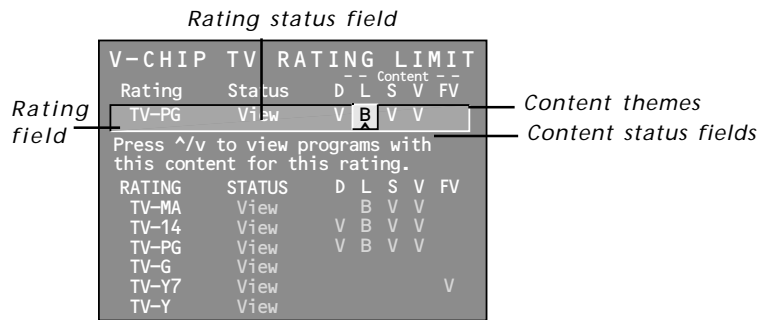 Rating status field
V-CHIP TV RATING LIMIT
-- Content --
Rating Status D L S V FV
TV-PG View V B V V
^
Rating field
Content themes
Content status fields
Press ^/v to view programs with
this content for this rating.
RATING STATUS D L S V FV
TV-MA View B V V
TV-14 View V B V V
TV-PG View V B V V
TV-G View
TV-Y7 View V
TV-Y View